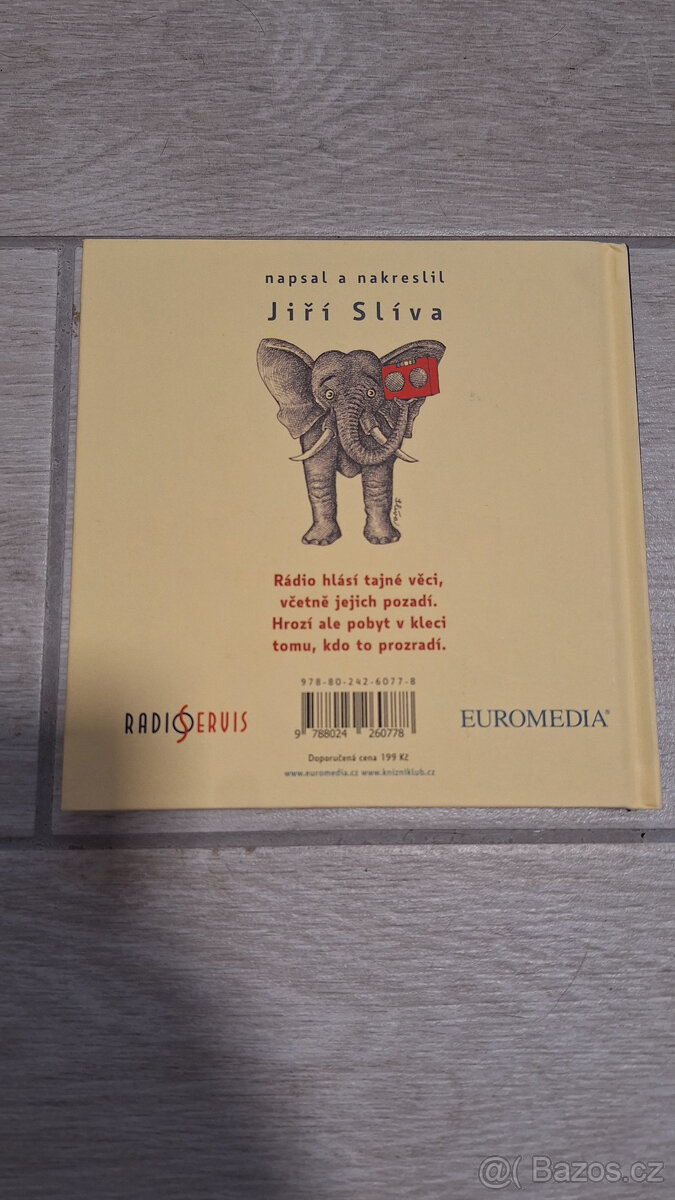 napsal a nakreslil
Jiří Slíva
Rádio hlásí tajné věci,
včetně jejich pozadí.
Hrozí ale pobyt v kleci
tomu, kdo to prozradí.
978-80-242-6077-8
RADIOSERVIS
EUROMEDIA®
9 788024 260778
Doporučená cena 199 Kč
www.euromedia.cz www.knizniklub.cz
@( Bazos.cz